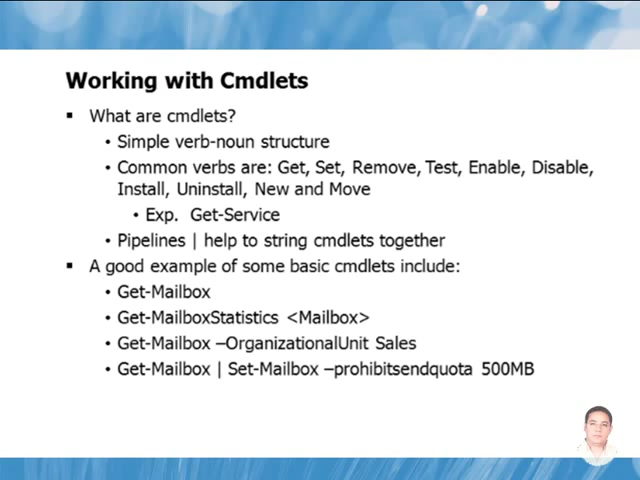 Working with Cmdlets
▪ What are cmdlets?
• Simple verb-noun structure
• Common verbs are: Get, Set, Remove, Test, Enable, Disable,
Install, Uninstall, New and Move
• Exp.  Get-Service
• Pipelines | help to string cmdlets together
▪ A good example of some basic cmdlets include:
• Get-Mailbox
• Get-MailboxStatistics <Mailbox>
• Get-Mailbox –OrganizationalUnit Sales
• Get-Mailbox | Set-Mailbox –prohibitsendquota 500MB